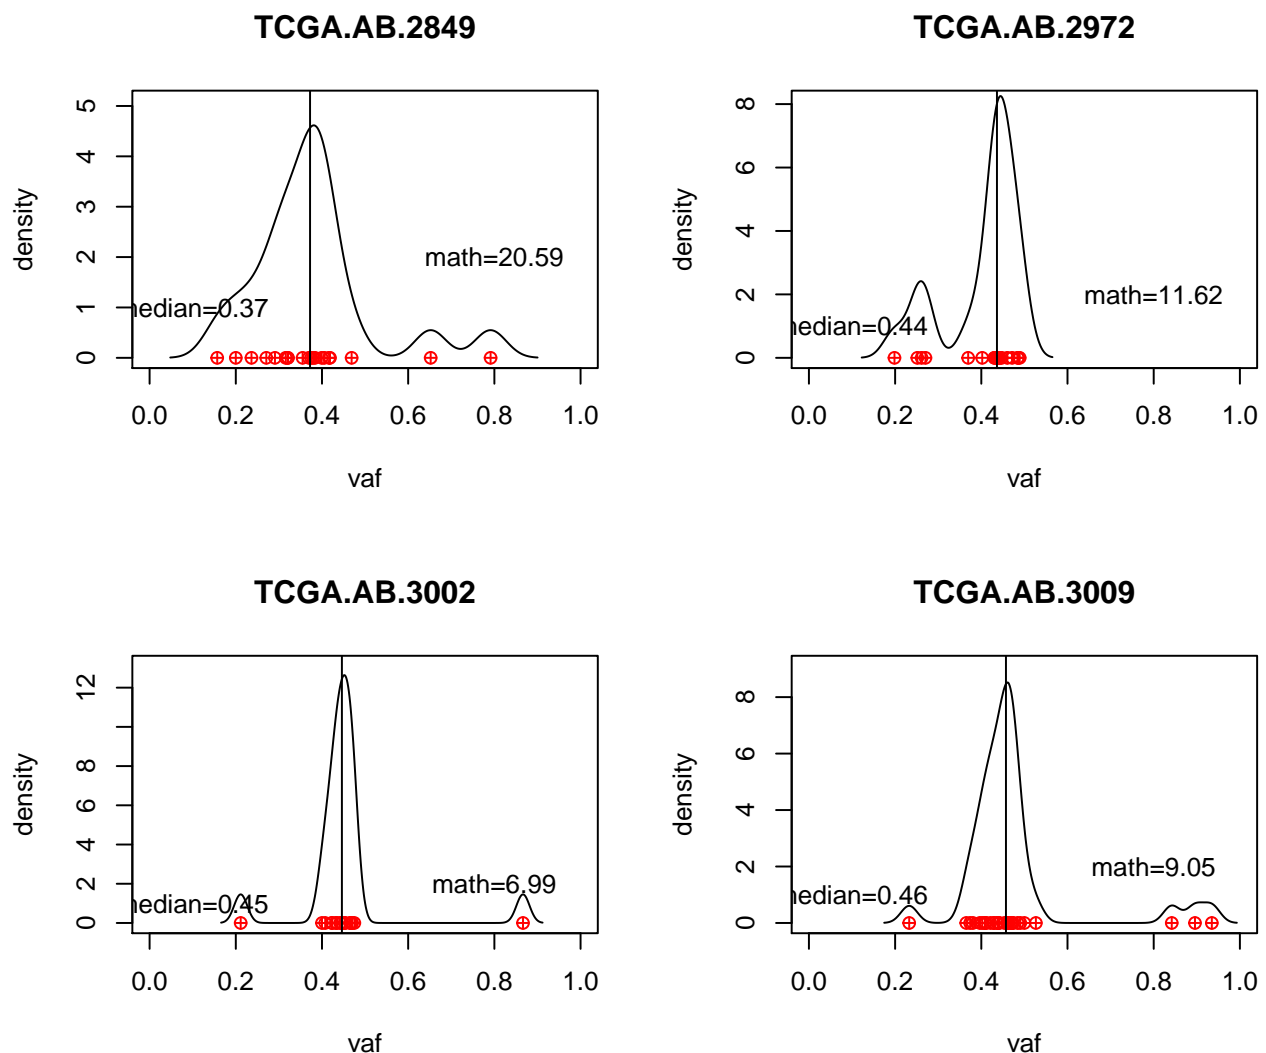 TCGA.AB.2849
density
0 1 2 3 4 5
math=20.59
nedian=0.37
0.0 0.2 0.4 0.6 0.8 1.0
vaf
TCGA.AB.2972
density
0 2 4 6 8
math=11.62
nedian=0.44
0.0 0.2 0.4 0.6 0.8 1.0
vaf
TCGA.AB.3002
density
0 2 4 6 8 12
math=6.99
nedian=0.45
0.0 0.2 0.4 0.6 0.8 1.0
vaf
TCGA.AB.3009
density
0 2 4 6 8
math=9.05
nedian=0.46
0.0 0.2 0.4 0.6 0.8 1.0
vaf